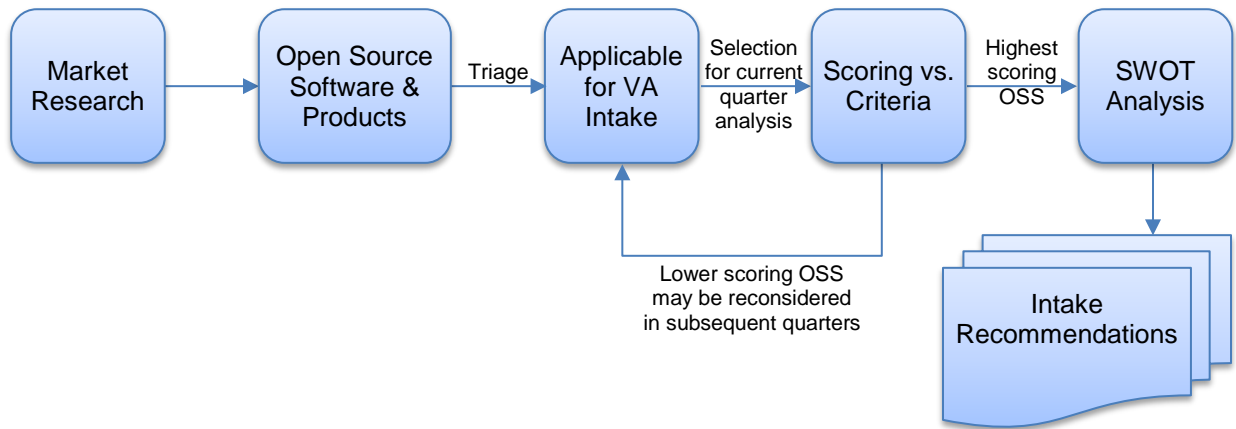 Market
Research
Open Source
Software &
Products
Triage
Applicable
for VA
Intake
Selection
for current
quarter
analysis
Scoring vs.
Criteria
Highest
scoring
OSS
SWOT
Analysis
Lower scoring OSS
may be reconsidered
in subsequent quarters
Intake
Recommendations